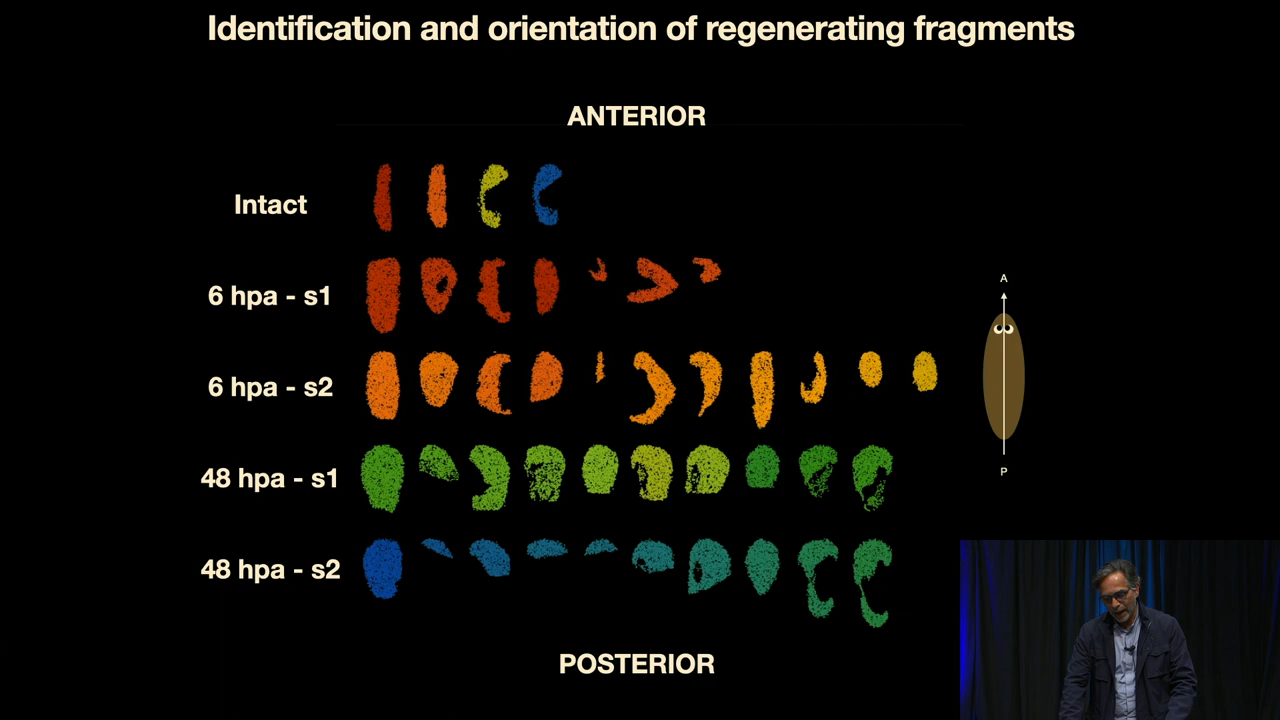 Identification and orientation of regenerating fragments
ANTERIOR
Intact
6 hpa - s1
6 hpa - s2
48 hpa - s1
48 hpa - s2
A
P
POSTERIOR